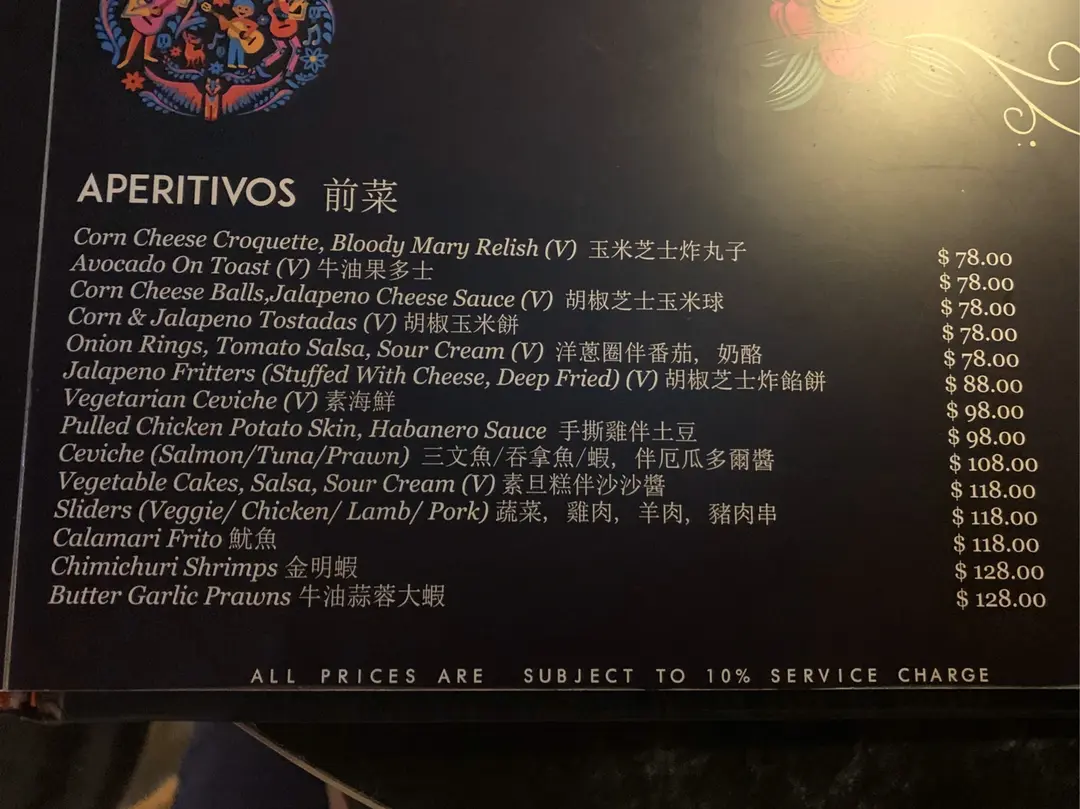 APERITIVOS 前菜
Corn Cheese Croquette, Bloody Mary Relish (V) 玉米芝士炸丸子 $ 78.00
Avocado On Toast (V) 牛油果多士 $ 78.00
Corn Cheese Balls,Jalapeno Cheese Sauce (V) 胡椒芝士玉米球 $ 78.00
Corn & Jalapeno Tostadas (V) 胡椒玉米餅 $ 78.00
Onion Rings, Tomato Salsa, Sour Cream (V) 洋蔥圈伴番茄，奶酪 $ 78.00
Jalapeno Fritters (Stuffed With Cheese, Deep Fried) (V) 胡椒芝士炸餡餅 $ 88.00
Vegetarian Ceviche (V) 素海鮮 $ 98.00
Pulled Chicken Potato Skin, Habanero Sauce 手撕雞伴土豆 $ 98.00
Ceviche (Salmon/Tuna/Prawn) 三文魚/吞拿魚/蝦，伴厄瓜多爾醬 $ 108.00
Vegetable Cakes, Salsa, Sour Cream (V) 素旦糕伴沙沙醬 $ 118.00
Sliders (Veggie/ Chicken/ Lamb/ Pork) 蔬菜，雞肉，羊肉，豬肉串 $ 118.00
Calamari Frito 魷魚 $ 118.00
Chimichuri Shrimps 金明蝦 $ 128.00
Butter Garlic Prawns 牛油蒜蓉大蝦 $ 128.00
ALL PRICES ARE SUBJECT TO 10% SERVICE CHARGE